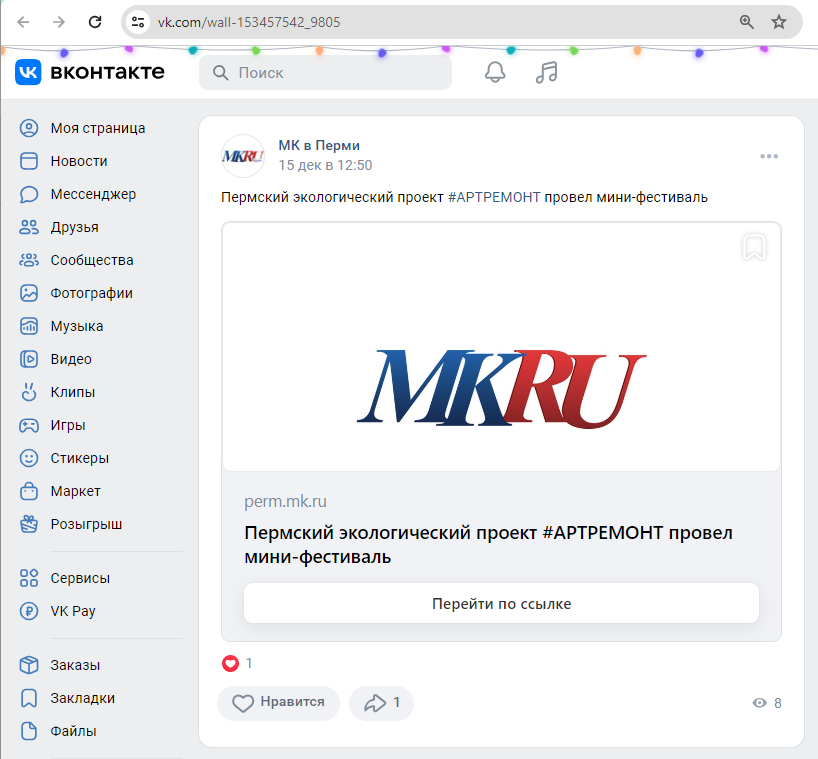 vk.com/wall-153457542_9805
вконтакте
Поиск
Моя страница
Новости
Мессенджер
Друзья
Сообщества
Фотографии
Музыка
Видео
Клипы
Игры
Стикеры
Маркет
Розыгрыш
Сервисы
VK Pay
Заказы
Закладки
Файлы
MKRU
МК в Перми
15 дек в 12:50
Пермский экологический проект #АРТРЕМОНТ провел мини-фестиваль
MKRU
perm.mk.ru
Пермский экологический проект #АРТРЕМОНТ провел
мини-фестиваль
Перейти по ссылке
1
Нравится
1
8